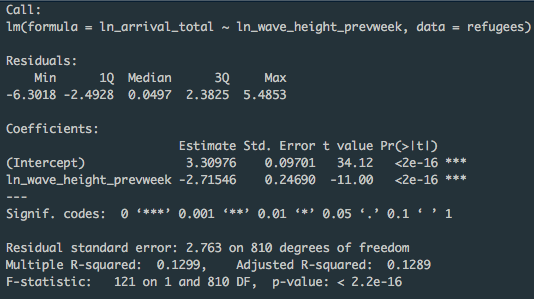 Call:
lm(formula = ln_arrival_total ~ ln_wave_height_prevweek, data = refugees)
Residuals:
Min 1Q Median 3Q Max
-6.3018 -2.4928 0.0497 2.3825 5.4853
Coefficients:
Estimate Std. Error t value Pr(>|t|)
(Intercept) 3.30976 0.09701 34.12 <2e-16 ***
ln_wave_height_prevweek -2.71546 0.24690 -11.00 <2e-16 ***
---
Signif. codes: 0 ‘***’ 0.001 ‘**’ 0.01 ‘*’ 0.05 ‘.’ 0.1 ‘ ’ 1
Residual standard error: 2.763 on 810 degrees of freedom
Multiple R-squared: 0.1299, Adjusted R-squared: 0.1289
F-statistic: 121 on 1 and 810 DF, p-value: < 2.2e-16